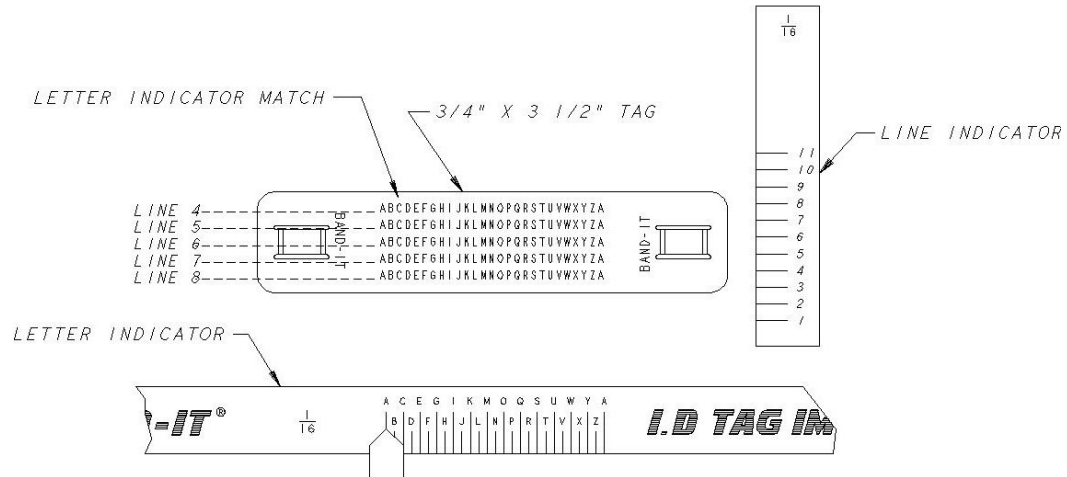 LETTER INDICATOR MATCH
3/4" X 3 1/2" TAG
1/16
LINE INDICATOR
11
10
9
8
7
6
5
4
3
2
1
LINE 4 ABCDEFGHIJKLMNOPQRSTUVWXYZA
LINE 5 ABCDEFGHIJKLMNOPQRSTUVWXYZA
LINE 6 ABCDEFGHIJKLMNOPQRSTUVWXYZA
LINE 7 ABCDEFGHIJKLMNOPQRSTUVWXYZA
LINE 8 ABCDEFGHIJKLMNOPQRSTUVWXYZA
BAND-IT
BAND-IT
LETTER INDICATOR
-IT®
1/16
A C E G I K M O Q S U W Y A
B D F H J L N P R T V X Z
I.D TAG IM